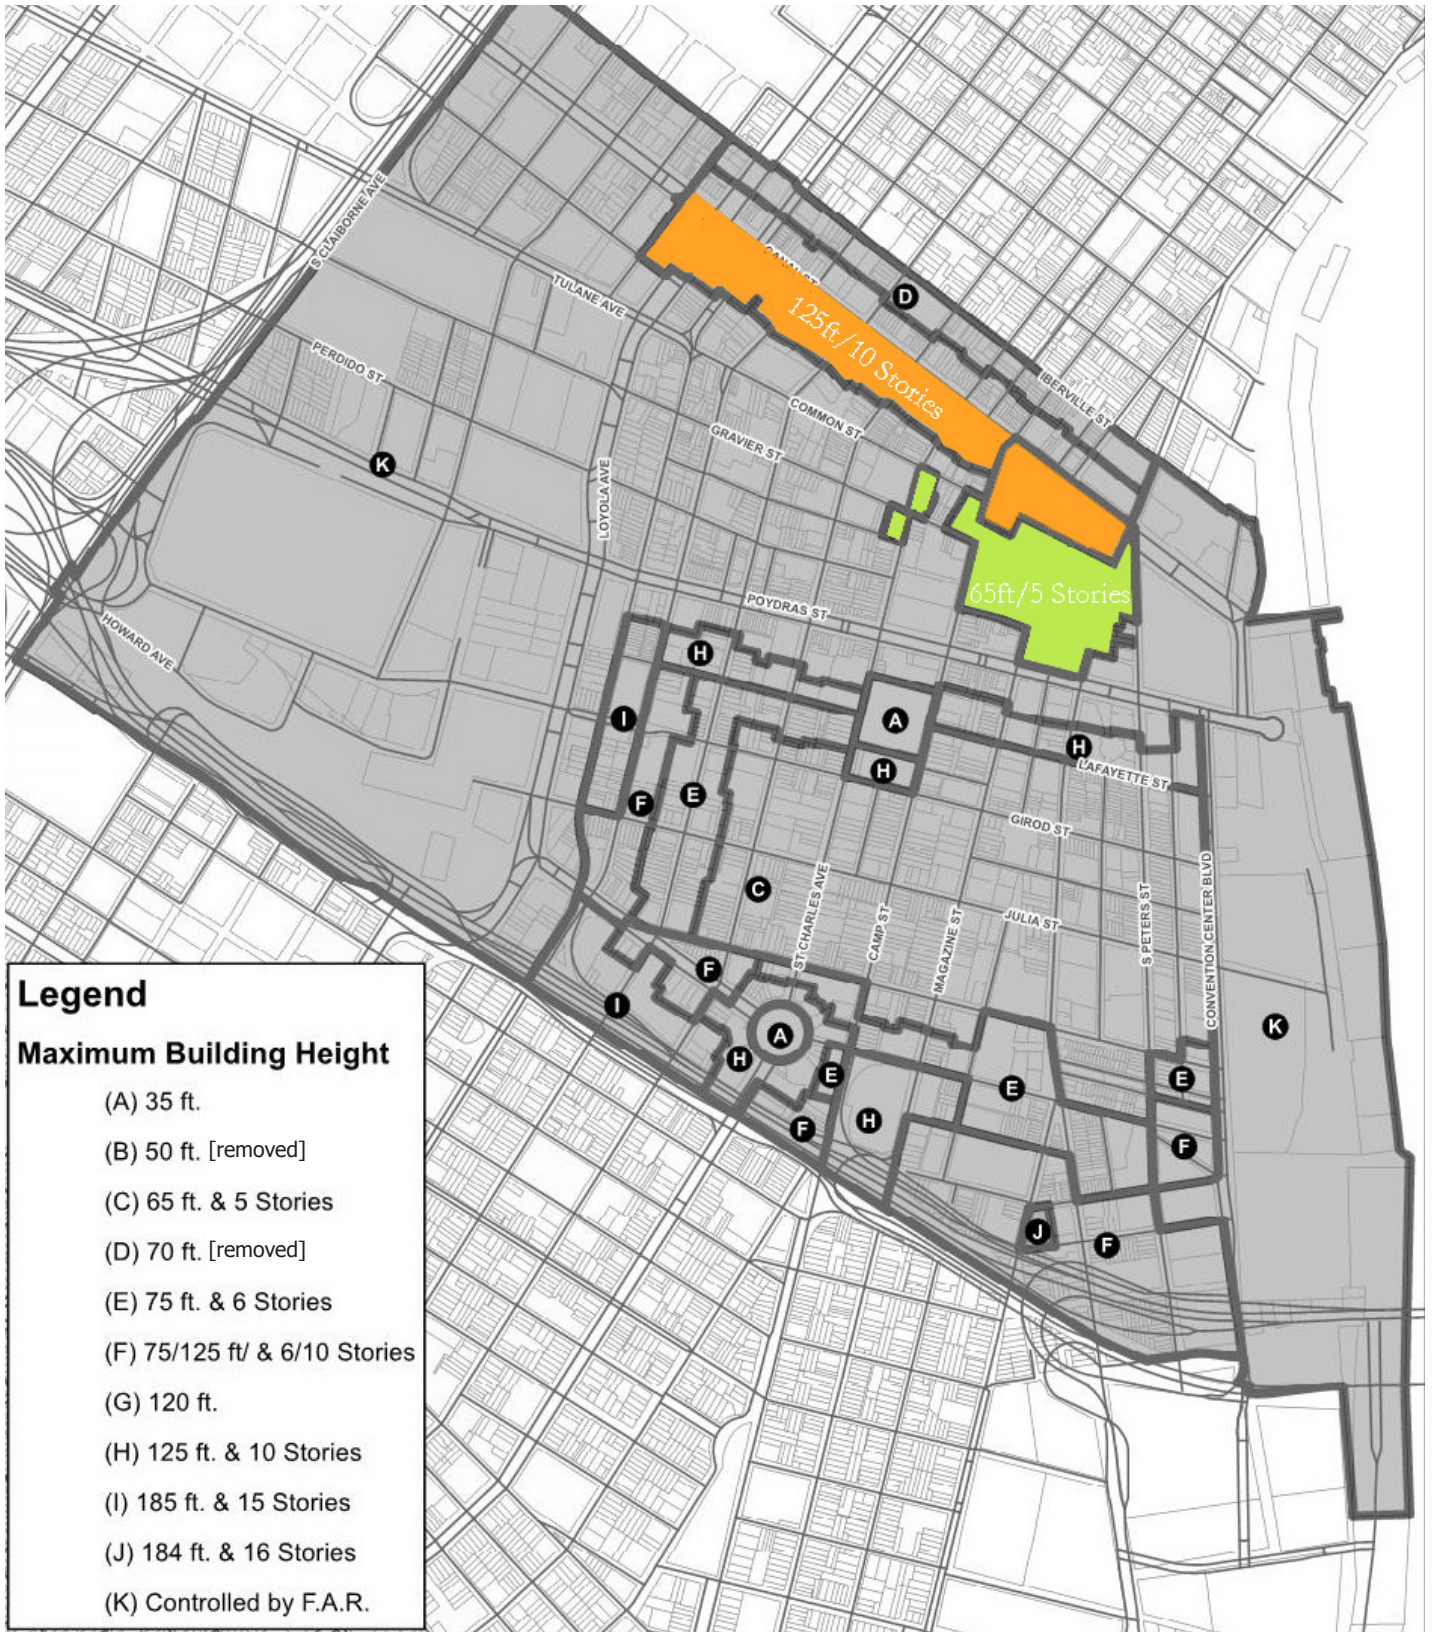 S CLAIBORNE AVE
CANAL ST
D
125ft/10 Stories
TULANE AVE
IBERVILLE ST
PERDIDO ST
COMMON ST
GRAVIER ST
K
LOYOLA AVE
65ft/5 Stories
POYDRAS ST
HOWARD AVE
H
I
A
H
H
LAFAYETTE ST
F
E
GIROD ST
C
ST CHARLES AVE
CAMP ST
MAGAZINE ST
JULIA ST
S PETERS ST
CONVENTION CENTER BLVD
F
I
A
K
H
E
E
E
H
F
F
J
F
Legend
Maximum Building Height
(A) 35 ft.
(B) 50 ft. [removed]
(C) 65 ft. & 5 Stories
(D) 70 ft. [removed]
(E) 75 ft. & 6 Stories
(F) 75/125 ft/ & 6/10 Stories
(G) 120 ft.
(H) 125 ft. & 10 Stories
(I) 185 ft. & 15 Stories
(J) 184 ft. & 16 Stories
(K) Controlled by F.A.R.